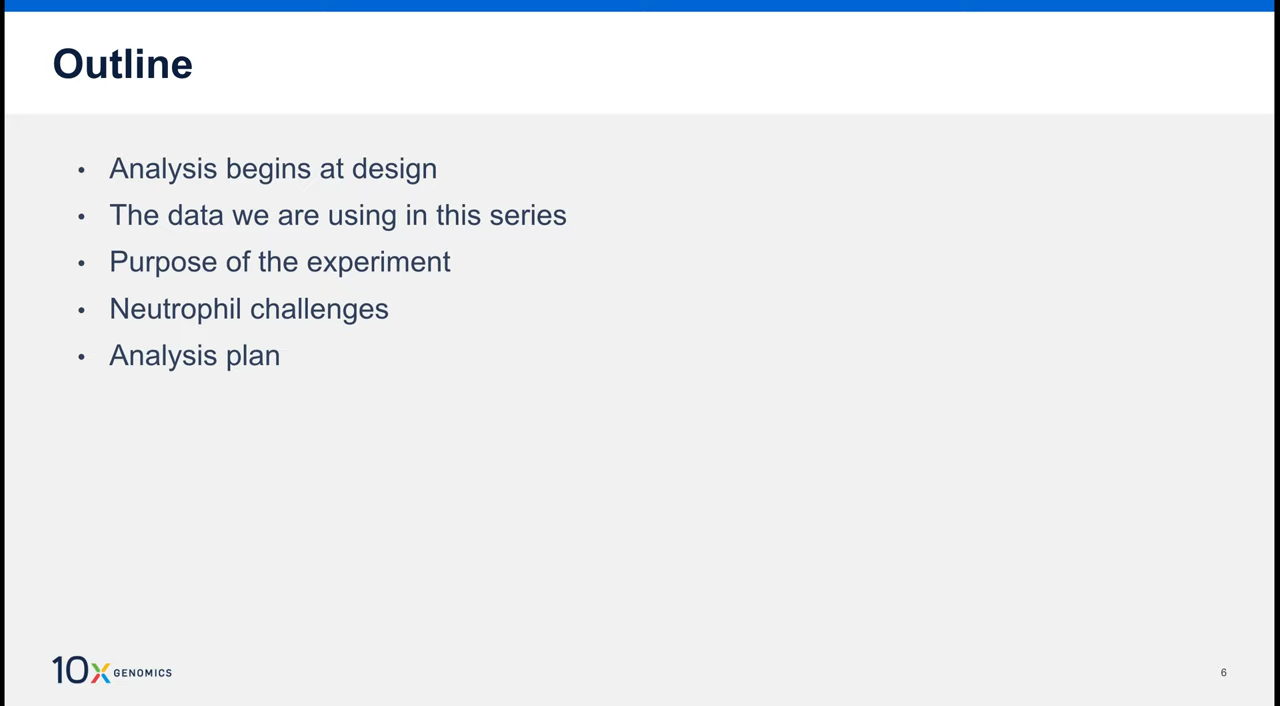 Outline
• Analysis begins at design
• The data we are using in this series
• Purpose of the experiment
• Neutrophil challenges
• Analysis plan
10x GENOMICS
6